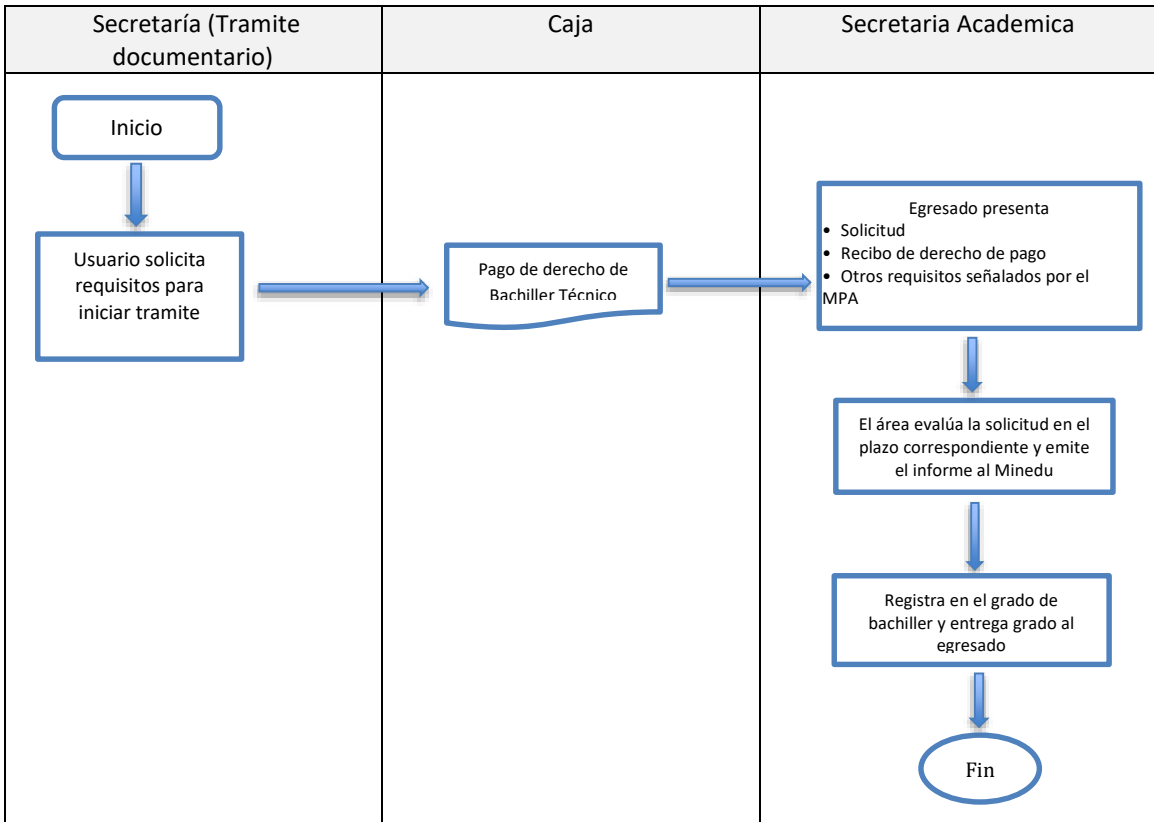 Secretaría (Tramite
documentario)
Caja
Secretaria Academica
Inicio
Usuario solicita
requisitos para
iniciar tramite
Pago de derecho de
Bachiller Técnico
Egresado presenta
• Solicitud
• Recibo de derecho de pago
• Otros requisitos señalados por el
MPA
El área evalúa la solicitud en el
plazo correspondiente y emite
el informe al Minedu
Registra en el grado de
bachiller y entrega grado al
egresado
Fin